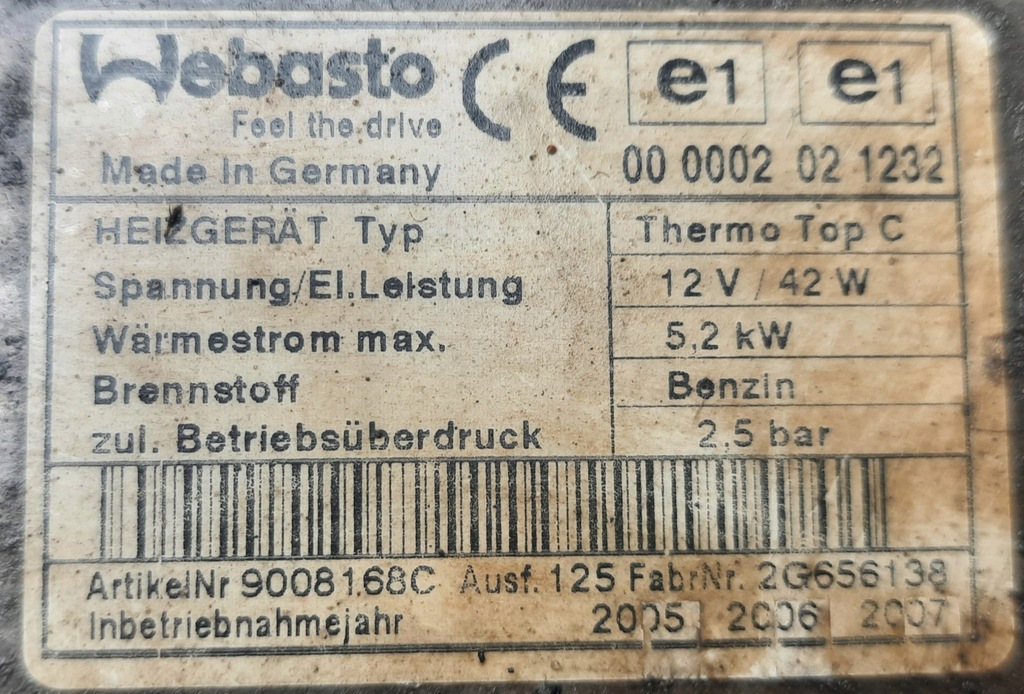 Webasto CE e1 e1
Feel the drive
Made In Germany 00 0002 02 1232
HEIZGERÄT Typ Thermo Top C
Spannung/El.Leistung 12 V / 42 W
Wärmestrom max. 5,2 kW
Brennstoff Benzin
zul. Betriebsüberdruck 2,5 bar
ArtikelNr 9008168C Ausf. 125 FabrNr. 2G656138
Inbetriebnahmejahr 2005 2006 2007